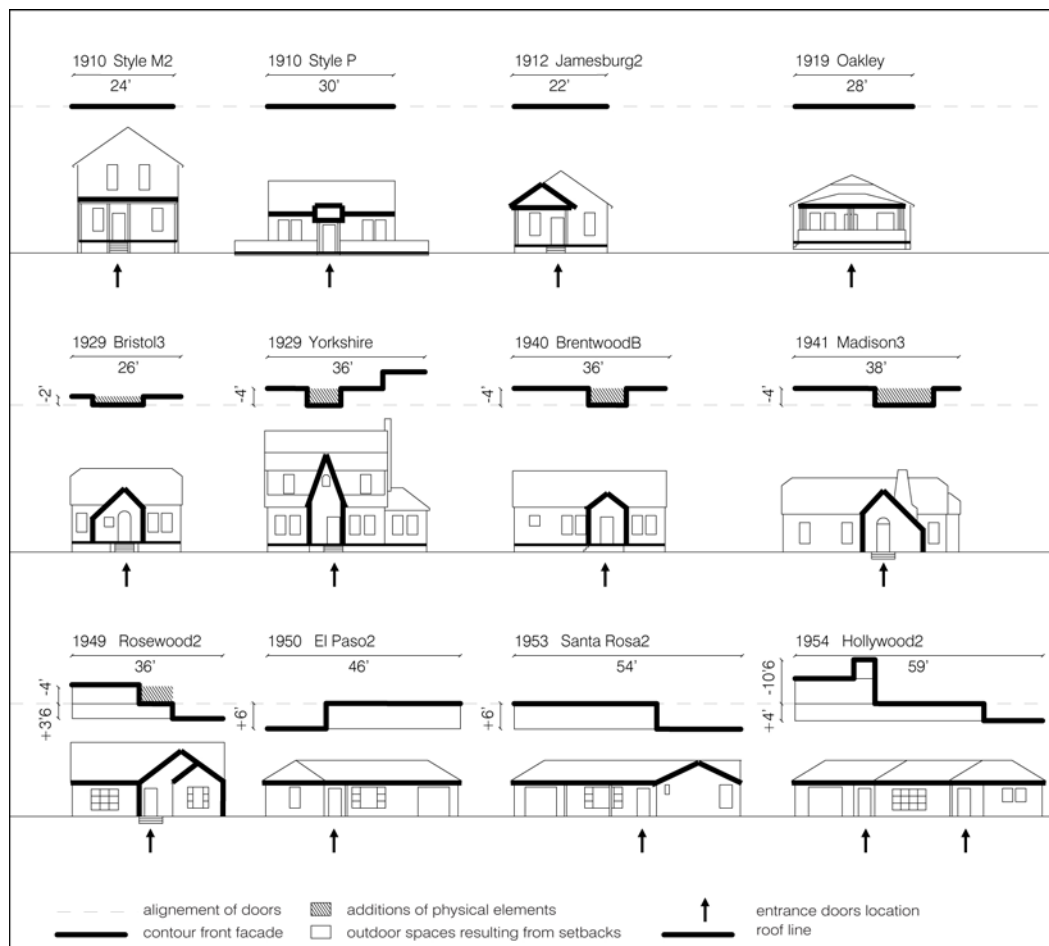 1910 Style M2
24'
1910 Style P
30'
1912 Jamesburg2
22'
1919 Oakley
28'
1929 Bristol3
26'
-2'
1929 Yorkshire
36'
-4'
1940 BrentwoodB
36'
-4'
1941 Madison3
38'
-4'
1949 Rosewood2
36'
-4'
+3'6
1950 El Paso2
46'
+6'
1953 Santa Rosa2
54'
+6'
1954 Hollywood2
59'
-10'6
+4'
alignement of doors
additions of physical elements
entrance doors location
contour front facade
outdoor spaces resulting from setbacks
roof line